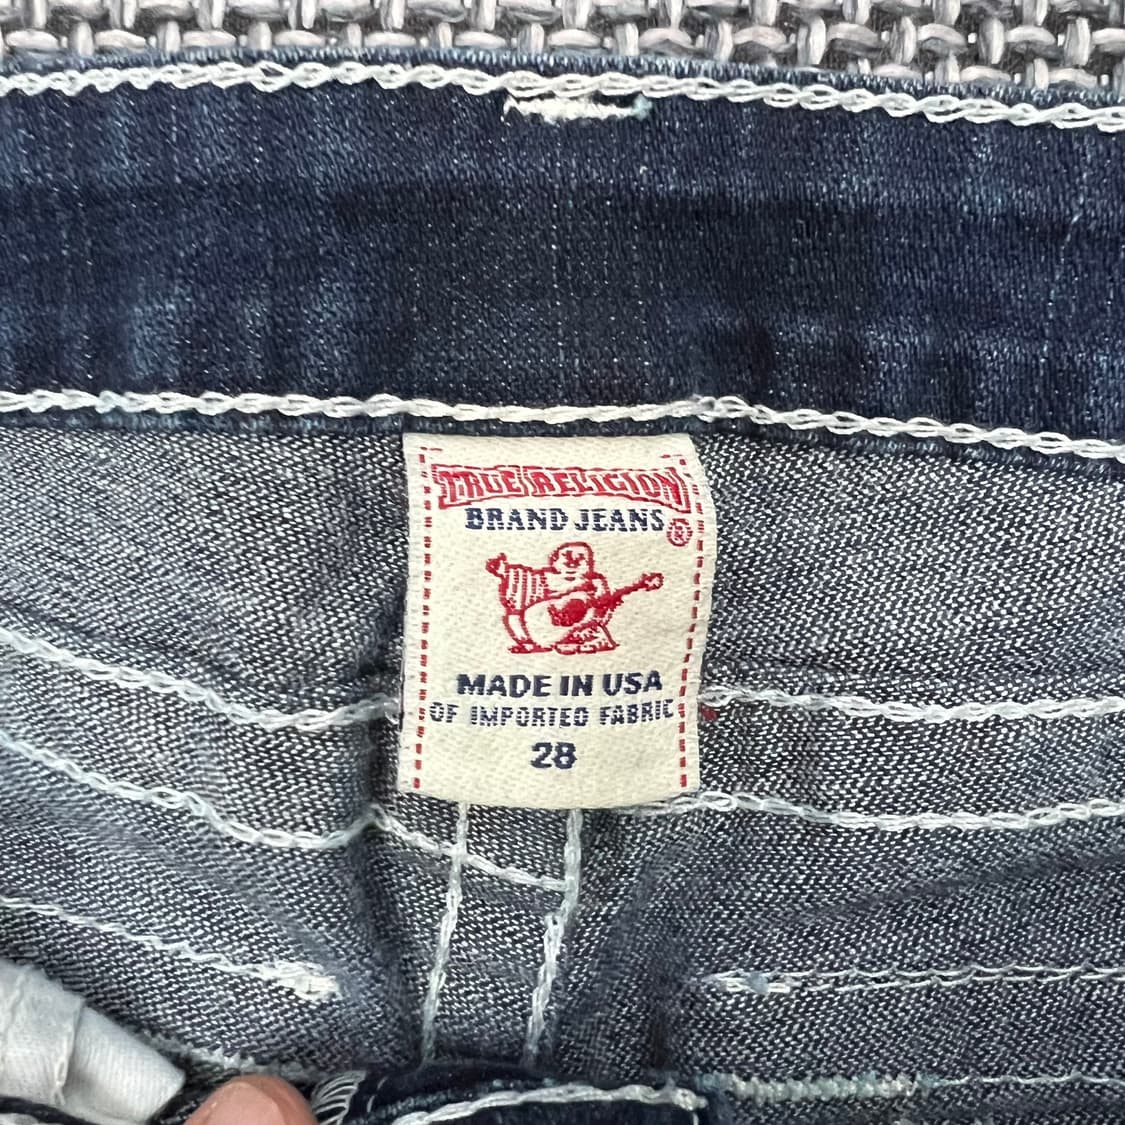 TRUE RELIGION
BRAND JEANS®
MADE IN USA
OF IMPORTED FABRIC
28